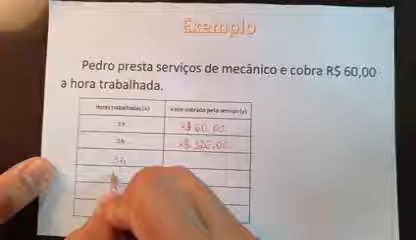 Exemplo
Pedro presta serviços de mecânico e cobra R$ 60,00
a hora trabalhada.
Horas trabalhadas (x) Valor cobrado pelo serviço (y)
1h R$ 60,00
2h R$ 120,00
3h